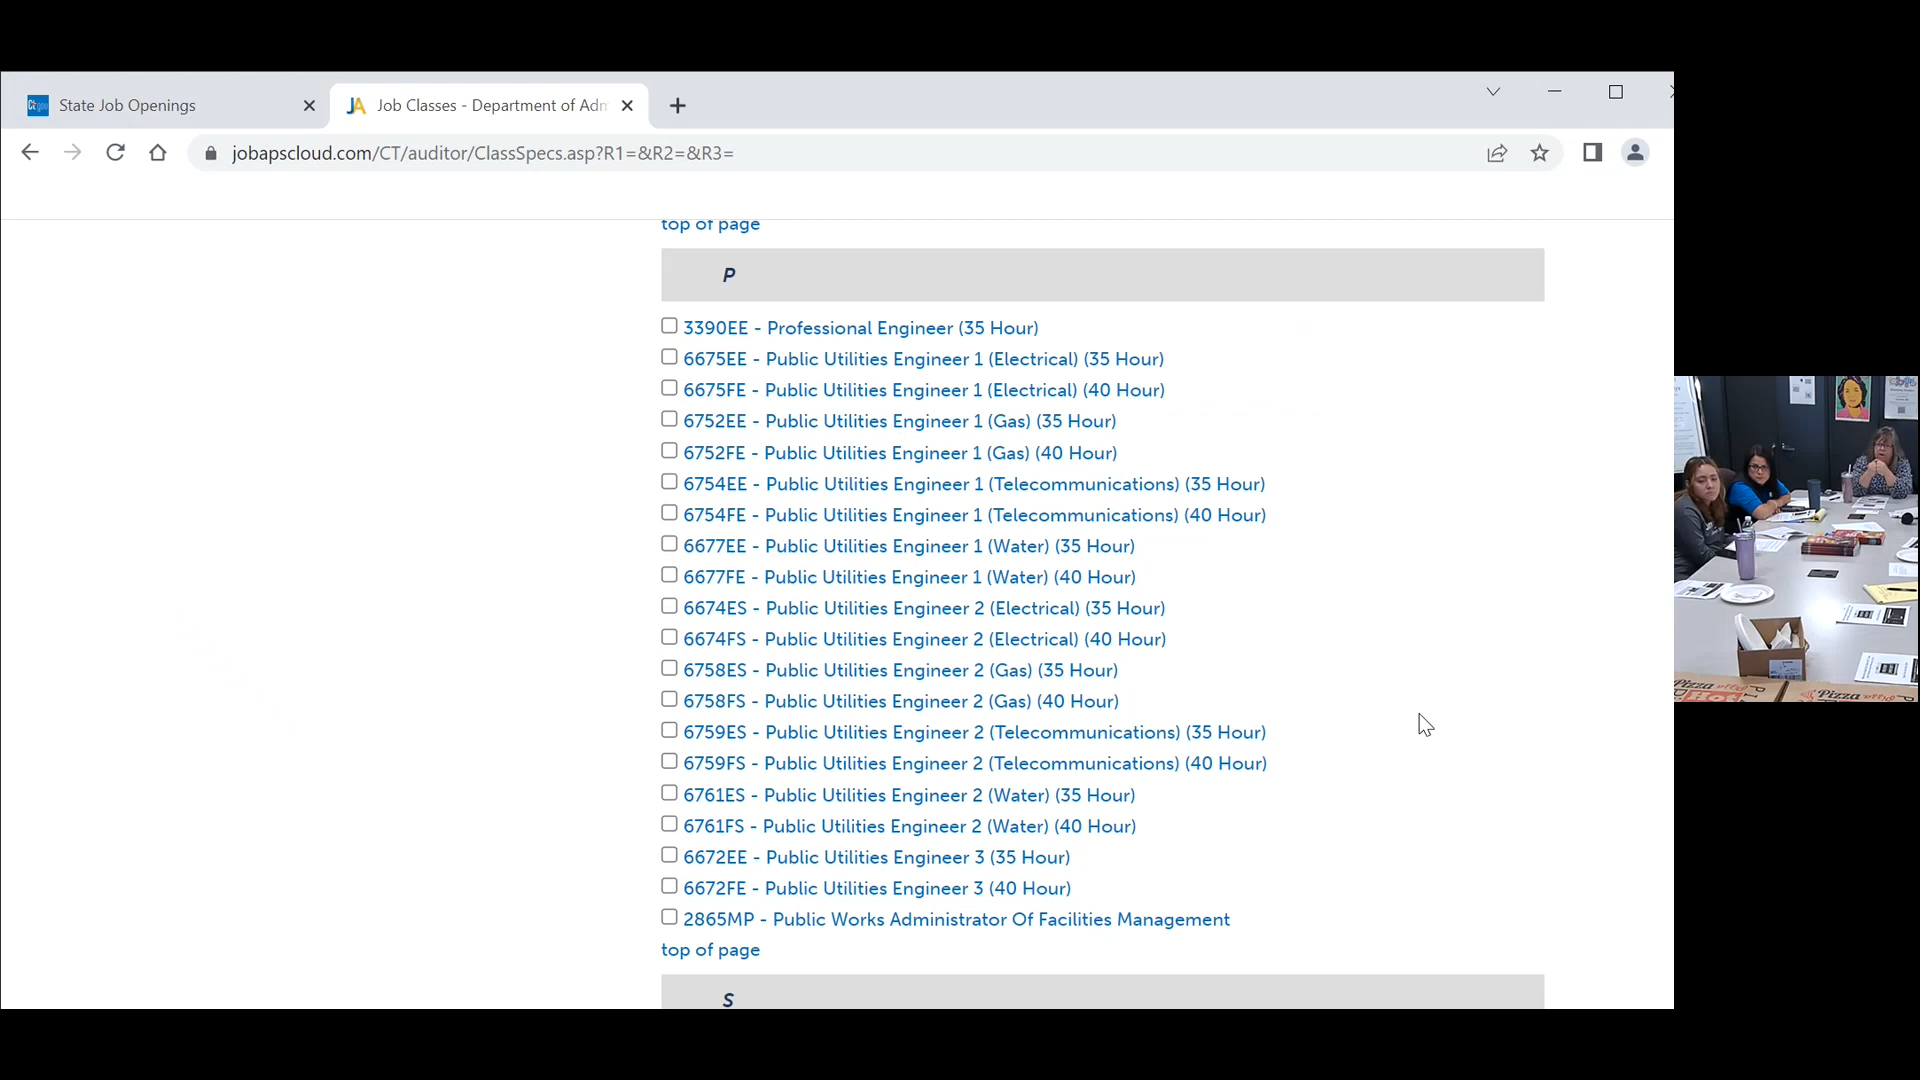 State Job Openings
Job Classes - Department of Adm
jobapscloud.com/CT/auditor/ClassSpecs.asp?R1=&R2=&R3=
top of page
P
3390EE - Professional Engineer (35 Hour)
6675EE - Public Utilities Engineer 1 (Electrical) (35 Hour)
6675FE - Public Utilities Engineer 1 (Electrical) (40 Hour)
6752EE - Public Utilities Engineer 1 (Gas) (35 Hour)
6752FE - Public Utilities Engineer 1 (Gas) (40 Hour)
6754EE - Public Utilities Engineer 1 (Telecommunications) (35 Hour)
6754FE - Public Utilities Engineer 1 (Telecommunications) (40 Hour)
6677EE - Public Utilities Engineer 1 (Water) (35 Hour)
6677FE - Public Utilities Engineer 1 (Water) (40 Hour)
6674ES - Public Utilities Engineer 2 (Electrical) (35 Hour)
6674FS - Public Utilities Engineer 2 (Electrical) (40 Hour)
6758ES - Public Utilities Engineer 2 (Gas) (35 Hour)
6758FS - Public Utilities Engineer 2 (Gas) (40 Hour)
6759ES - Public Utilities Engineer 2 (Telecommunications) (35 Hour)
6759FS - Public Utilities Engineer 2 (Telecommunications) (40 Hour)
6761ES - Public Utilities Engineer 2 (Water) (35 Hour)
6761FS - Public Utilities Engineer 2 (Water) (40 Hour)
6672EE - Public Utilities Engineer 3 (35 Hour)
6672FE - Public Utilities Engineer 3 (40 Hour)
2865MP - Public Works Administrator Of Facilities Management
top of page
S
Pizza
Hot
Pizza